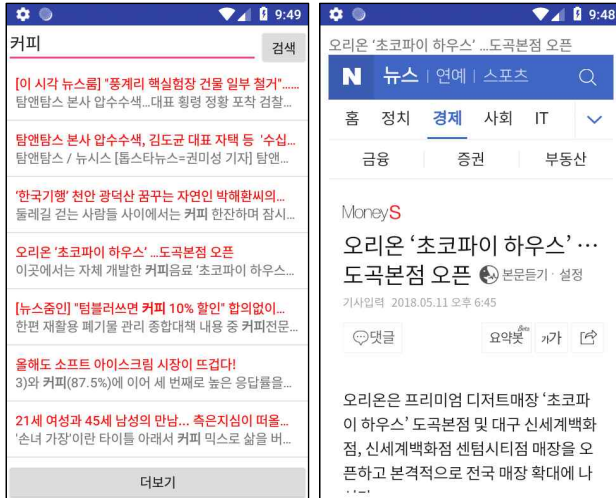 9:49
커피
검색
[이 시각 뉴스룸] "풍계리 핵실험장 건물 일부 철거"......
탐앤탐스 본사 압수수색...대표 횡령 정황 포착 검찰...
탐앤탐스 본사 압수수색, 김도균 대표 자택 등 '수십...
탐앤탐스 / 뉴시스 [톱스타뉴스=권미성 기자] 탐앤...
'한국기행' 천안 광덕산 꿈꾸는 자연인 박해환씨의...
둘레길 걷는 사람들 사이에서는 커피 한잔하며 잠시...
오리온 '초코파이 하우스' ...도곡본점 오픈
이곳에서는 자체 개발한 커피음료 '초코파이 하우스...
[뉴스줌인] "텀블러쓰면 커피 10% 할인" 합의없이...
한편 재활용 폐기물 관리 종합대책 내용 중 커피전문...
올해도 소프트 아이스크림 시장이 뜨겁다!
3)와 커피(87.5%)에 이어 세 번째로 높은 응답률을...
21세 여성과 45세 남성의 만남... 측은지심이 떠올...
'손녀 가장'이란 타이틀 아래서 커피 믹스로 삶을 버...
더보기
9:48
오리온 '초코파이 하우스' ...도곡본점 오픈
N 뉴스 | 연예 | 스포츠
홈 정치 경제 사회 IT
금융 증권 부동산
MoneyS
오리온 '초코파이 하우스' …
도곡본점 오픈 본문듣기 · 설정
기사입력 2018.05.11 오후 6:45
댓글 요약봇 Beta 가가
오리온은 프리미엄 디저트매장 '초코파
이 하우스' 도곡본점 및 대구 신세계백화
점, 신세계백화점 센텀시티점 매장을 오
픈하고 본격적으로 전국 매장 확대에 나